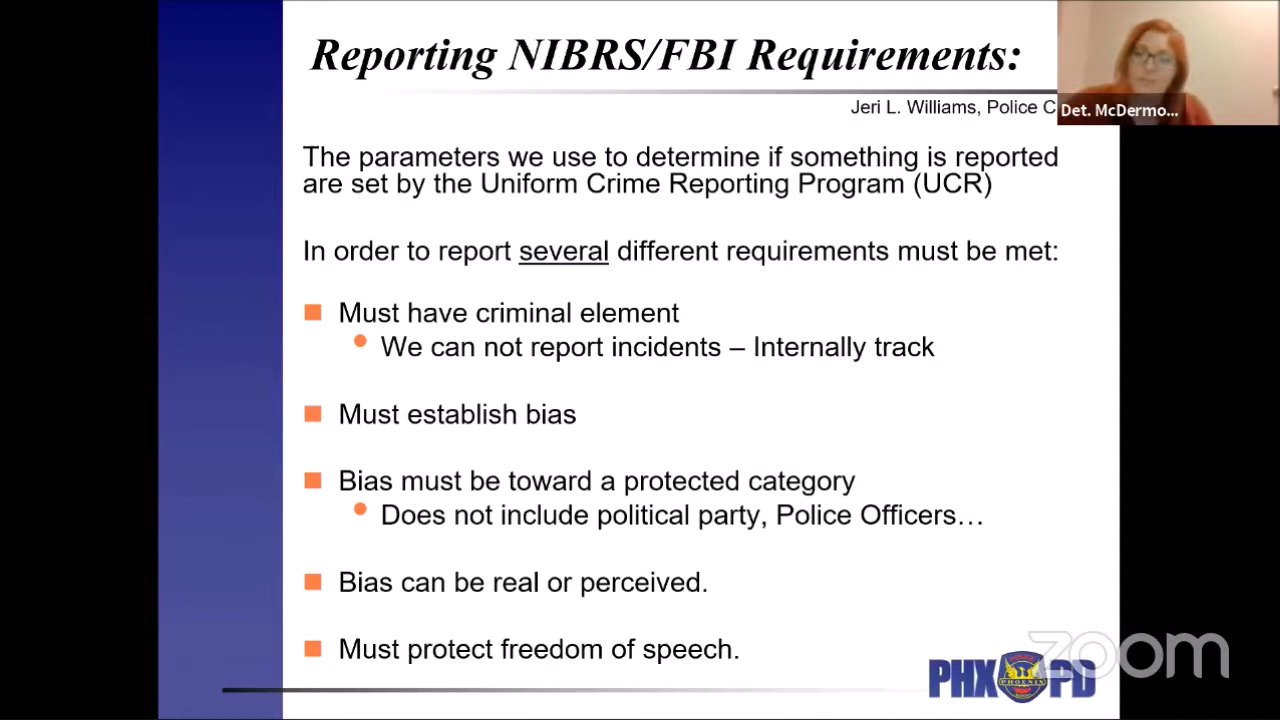 Reporting NIBRS/FBI Requirements:
Jeri L. Williams, Police C
Det. McDermo...
The parameters we use to determine if something is reported
are set by the Uniform Crime Reporting Program (UCR)
In order to report several different requirements must be met:
Must have criminal element
We can not report incidents – Internally track
Must establish bias
Bias must be toward a protected category
Does not include political party, Police Officers…
Bias can be real or perceived.
Must protect freedom of speech.
zoom
PHX PD
PHOENIX